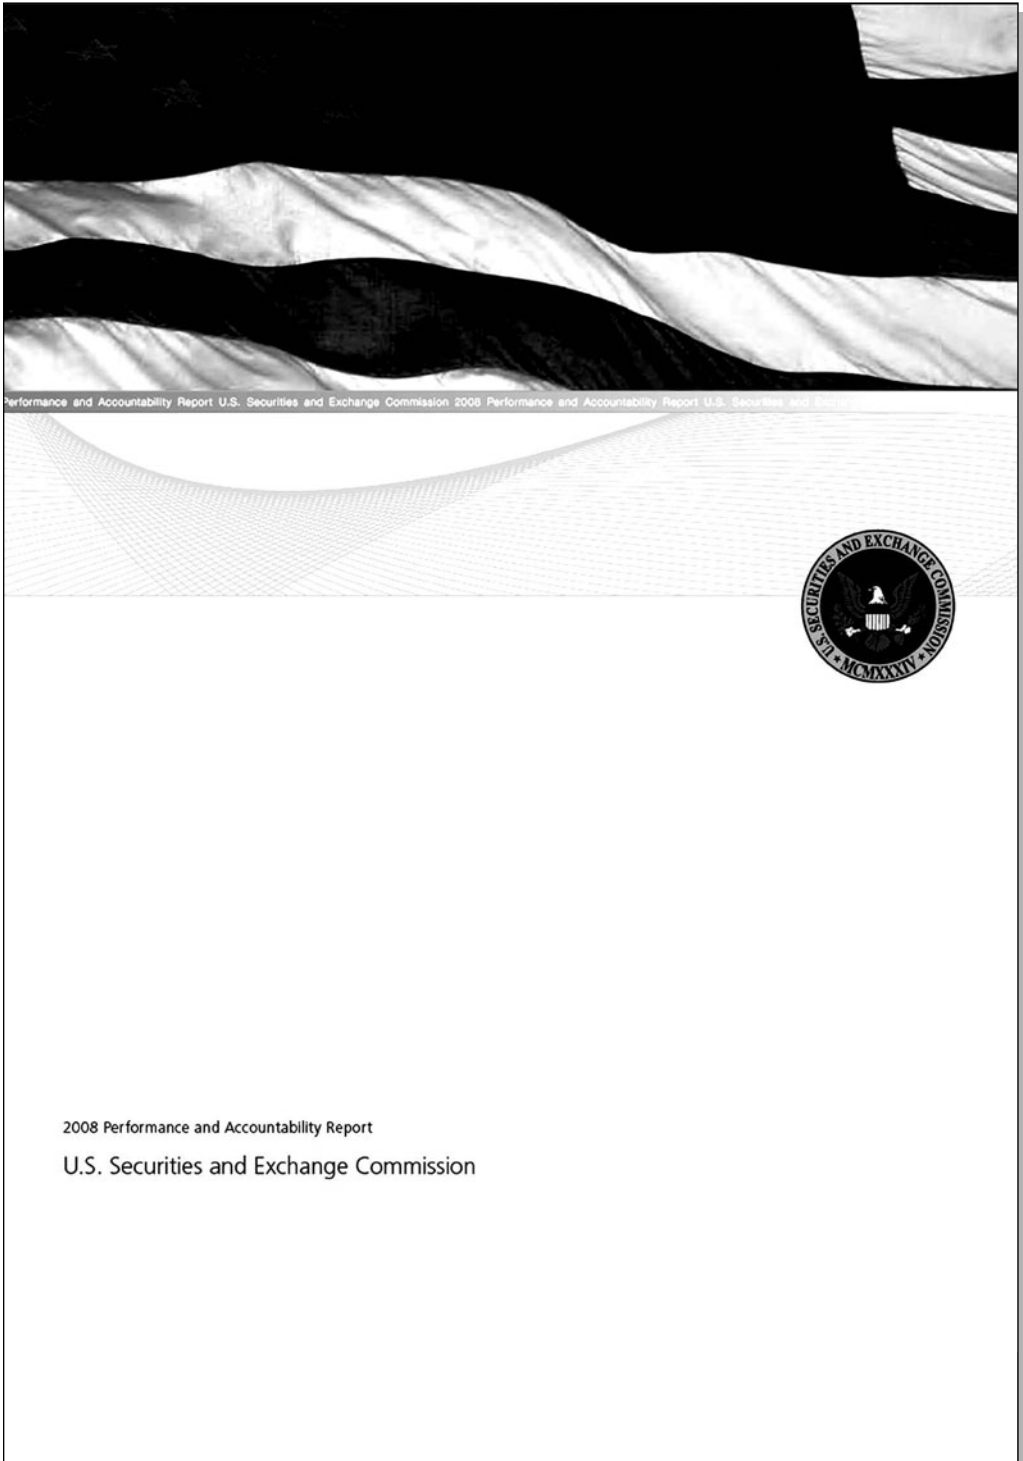 Performance and Accountability Report U.S. Securities and Exchange Commission 2008 Performance and Accountability Report U.S. Securities and Exchange
U.S. SECURITIES AND EXCHANGE COMMISSION
★ MCMXXXIV ★
2008 Performance and Accountability Report
U.S. Securities and Exchange Commission